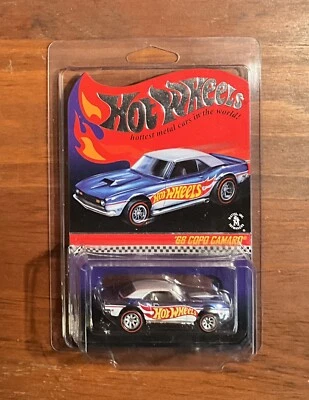 HOT WHEELS
hottest metal cars in the world!
HOT WHEELS
'68 COPO CAMARO
HOT WHEELS